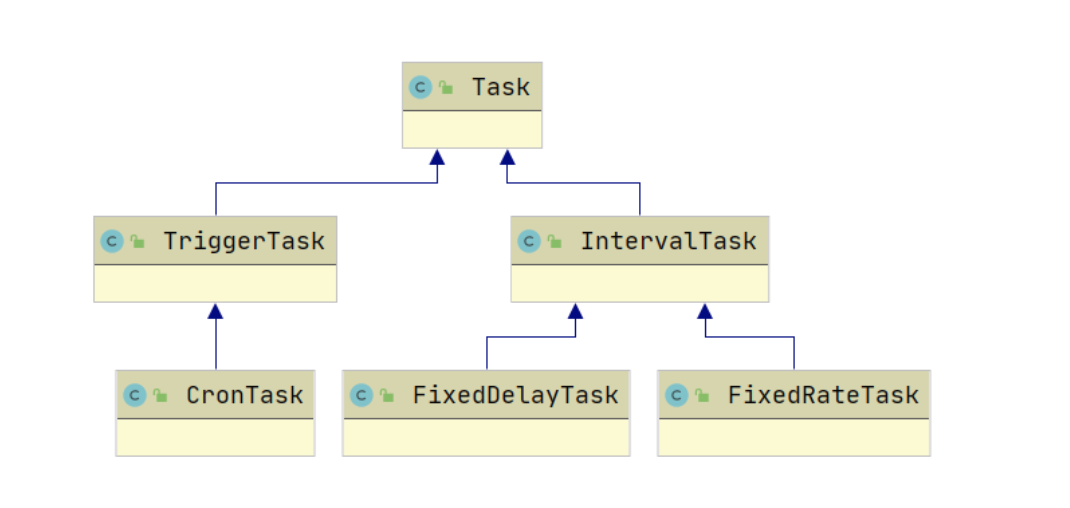 C Task
C TriggerTask
C IntervalTask
C CronTask
C FixedDelayTask
C FixedRateTask